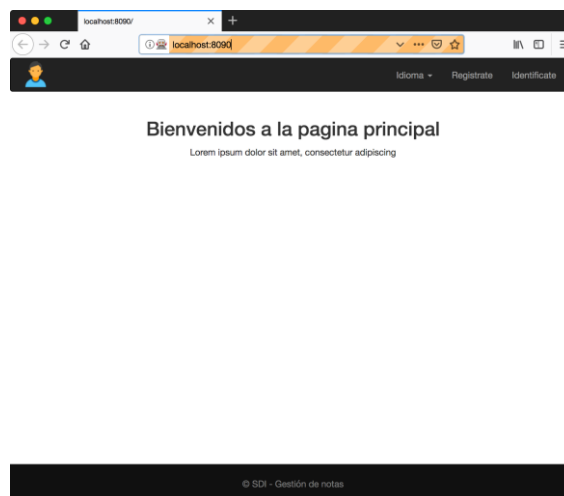 localhost:8090/
localhost:8090
Idioma Registrate Identificate
Bienvenidos a la pagina principal
Lorem ipsum dolor sit amet, consectetur adipiscing
© SDI - Gestión de notas